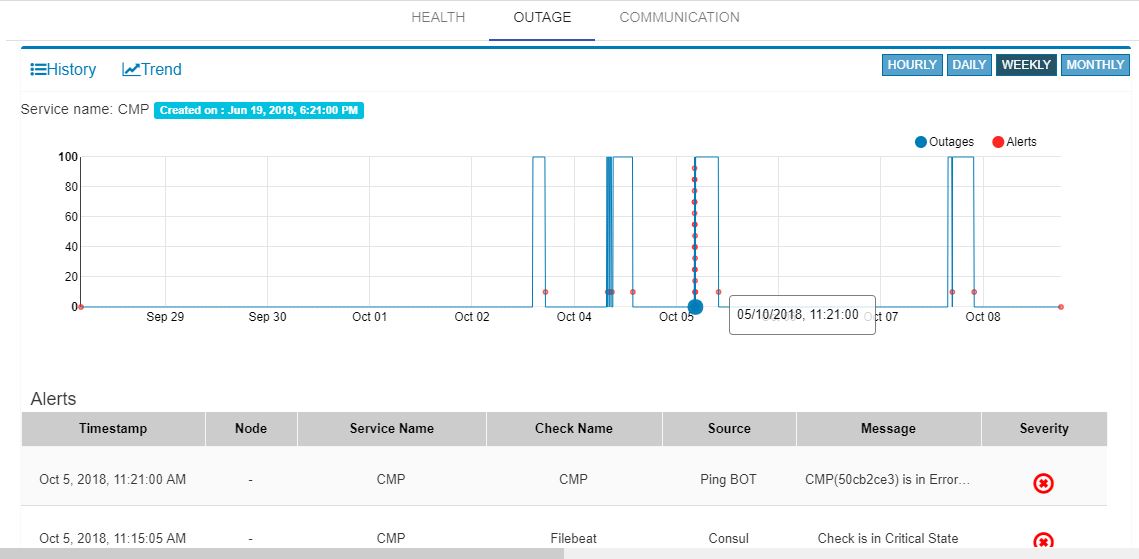 HEALTH OUTAGE COMMUNICATION
History Trend HOURLY DAILY WEEKLY MONTHLY
Service name: CMP Created on : Jun 19, 2018, 6:21:00 PM
Outages Alerts
100
80
60
40
20
0
Sep 29 Sep 30 Oct 01 Oct 02 Oct 04 Oct 05 Oct 07 Oct 08
05/10/2018, 11:21:00
Alerts
Timestamp Node Service Name Check Name Source Message Severity
Oct 5, 2018, 11:21:00 AM - CMP CMP Ping BOT CMP(50cb2ce3) is in Error…
Oct 5, 2018, 11:15:05 AM - CMP Filebeat Consul Check is in Critical State